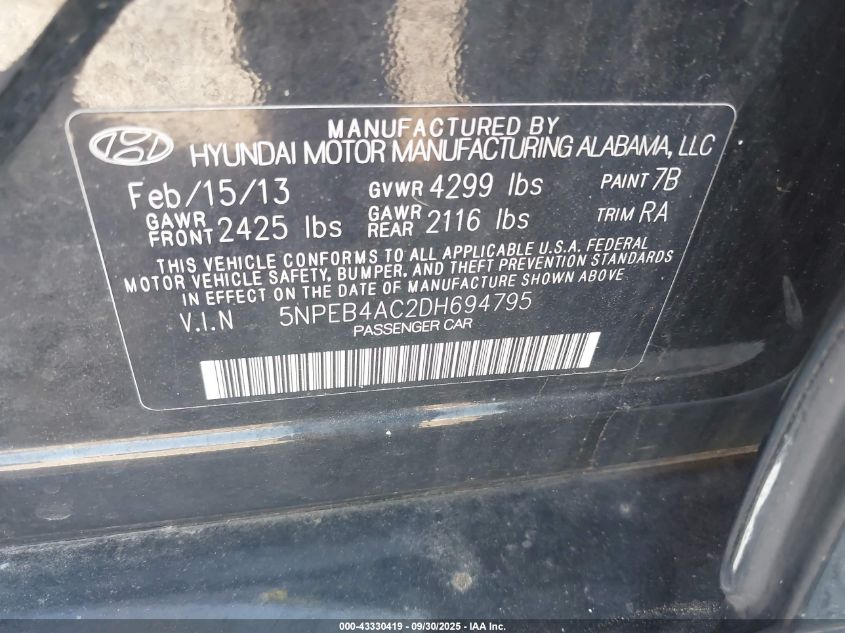 MANUFACTURED BY
HYUNDAI MOTOR MANUFACTURING ALABAMA, LLC
Feb/15/13 GVWR 4299 lbs PAINT 7B
GAWR FRONT 2425 lbs GAWR REAR 2116 lbs TRIM RA
THIS VEHICLE CONFORMS TO ALL APPLICABLE U.S.A. FEDERAL
MOTOR VEHICLE SAFETY, BUMPER, AND THEFT PREVENTION STANDARDS
IN EFFECT ON THE DATE OF MANUFACTURE SHOWN ABOVE.
V.I.N 5NPEB4AC2DH694795
PASSENGER CAR
000-43330419 - 09/30/2025 - IAA Inc.